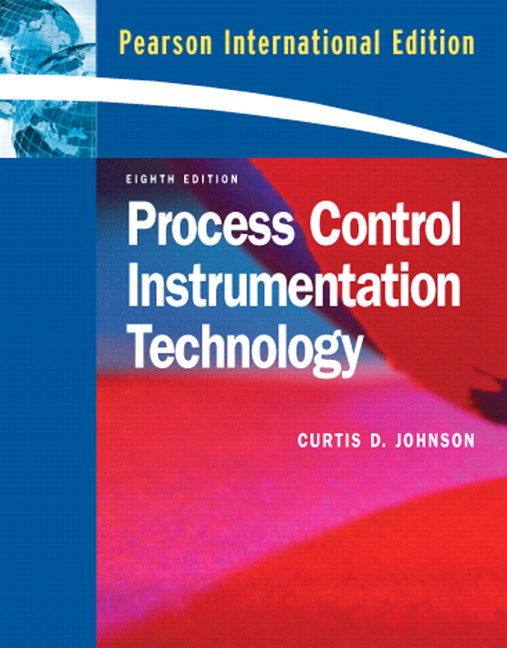 Pearson International Edition
EIGHTH EDITION
Process Control
Instrumentation
Technology
CURTIS D. JOHNSON